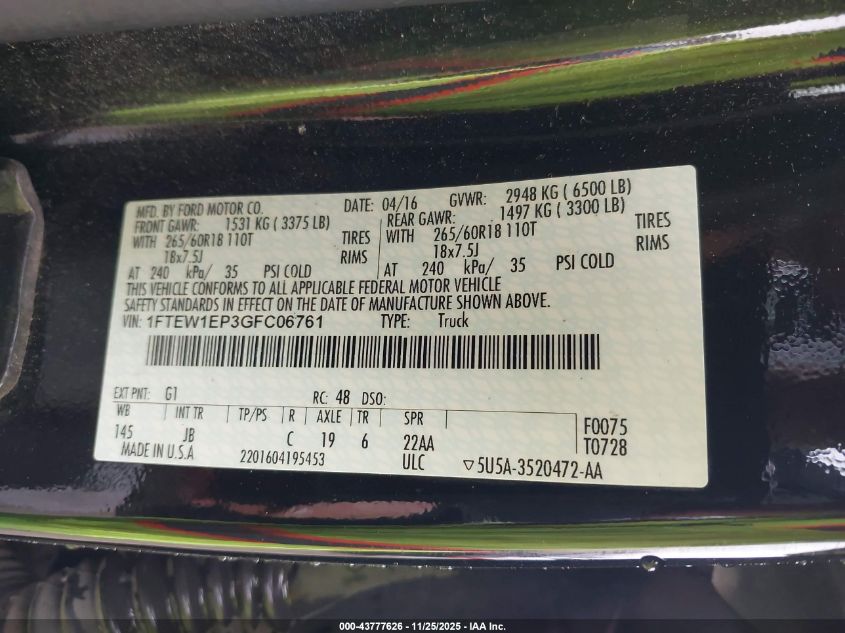 MFD. BY FORD MOTOR CO. DATE: 04/16 GVWR: 2948 KG ( 6500 LB)
FRONT GAWR: 1531 KG ( 3375 LB) REAR GAWR: 1497 KG ( 3300 LB)
WITH 265/60R18 110T TIRES WITH 265/60R18 110T TIRES
18x7.5J RIMS 18x7.5J RIMS
AT 240 kPa/ 35 PSI COLD AT 240 kPa/ 35 PSI COLD
THIS VEHICLE CONFORMS TO ALL APPLICABLE FEDERAL MOTOR VEHICLE
SAFETY STANDARDS IN EFFECT ON THE DATE OF MANUFACTURE SHOWN ABOVE.
VIN: 1FTEW1EP3GFC06761 TYPE: Truck
EXT PNT: G1 RC: 48 DSO:
WB INT TR TP/PS R AXLE TR SPR F0075
145 JB C 19 6 22AA T0728
MADE IN U.S.A 2201604195453 ULC ▽5U5A-3520472-AA
000-43777626 - 11/25/2025 - IAA Inc.